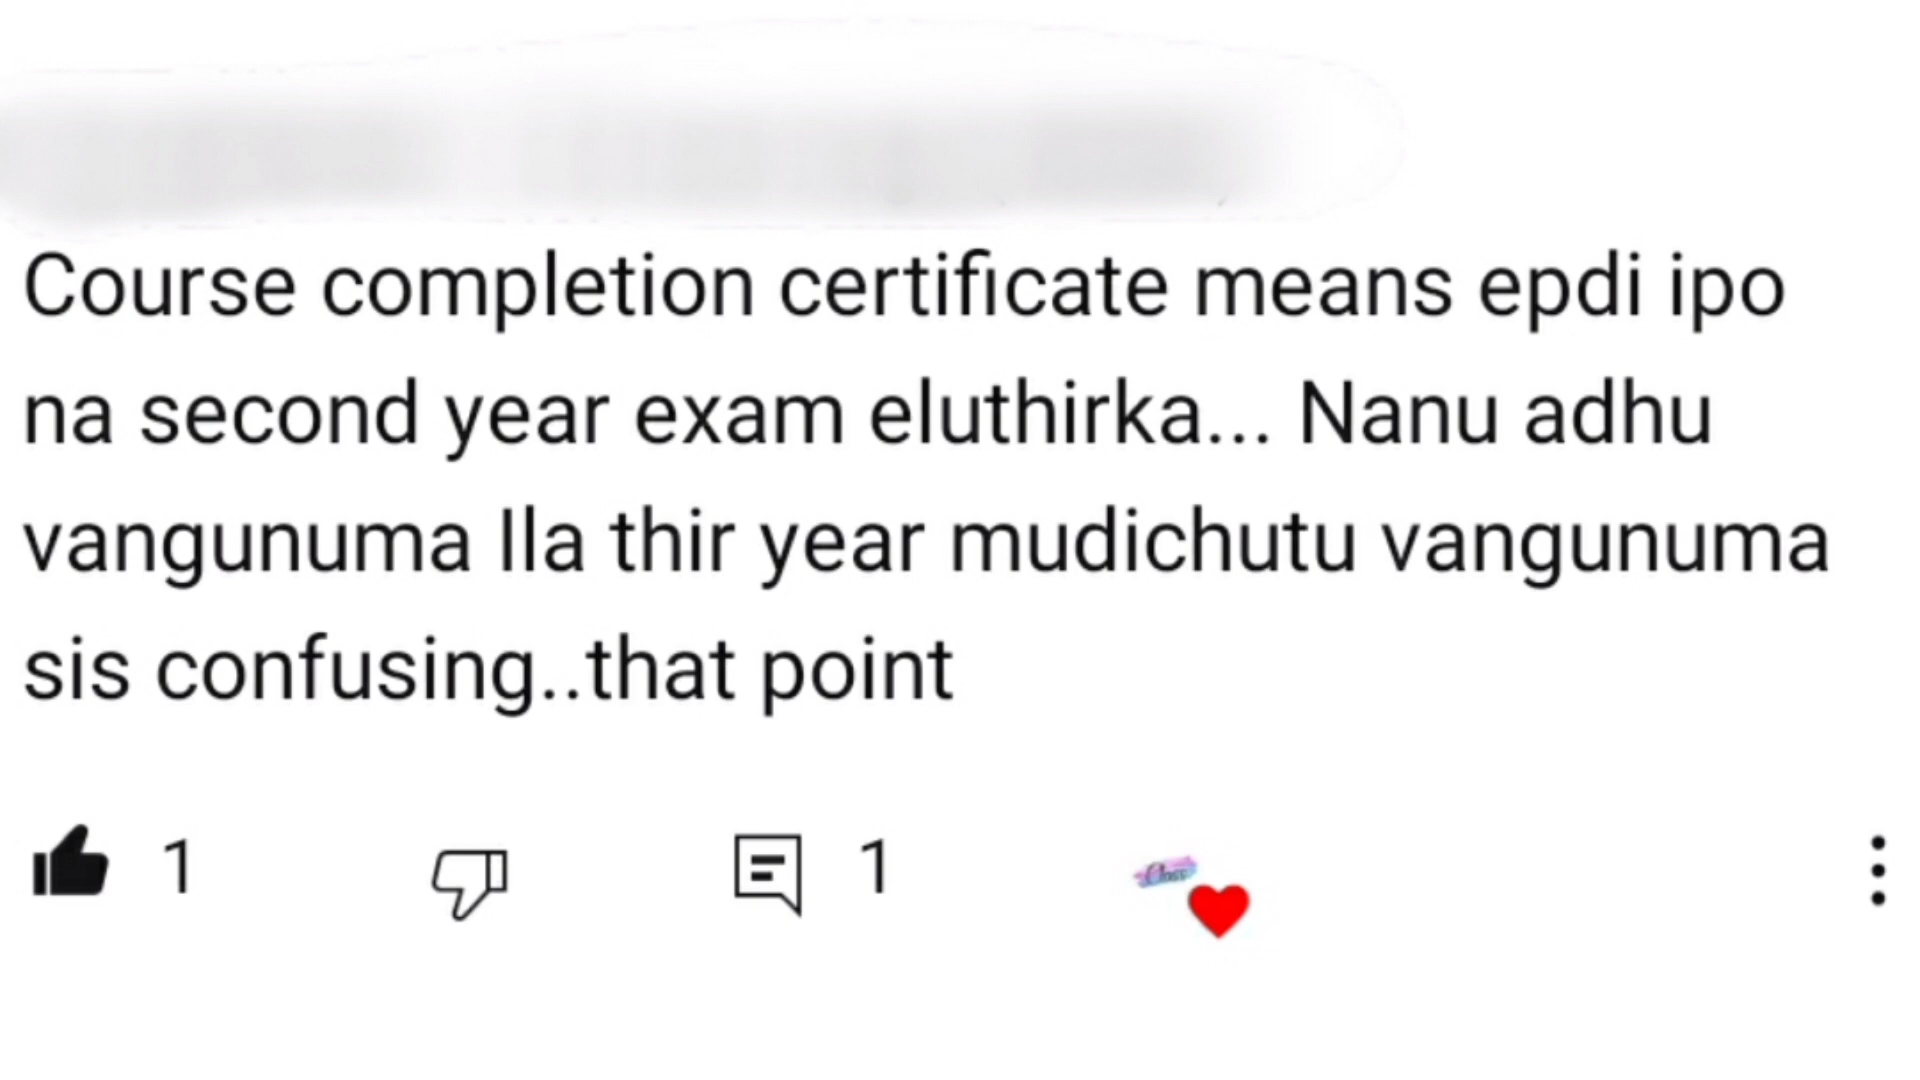 Course completion certificate means epdi ipo
na second year exam eluthirka... Nanu adhu
vangunuma Ila thir year mudichutu vangunuma
sis confusing..that point
1
1
Class